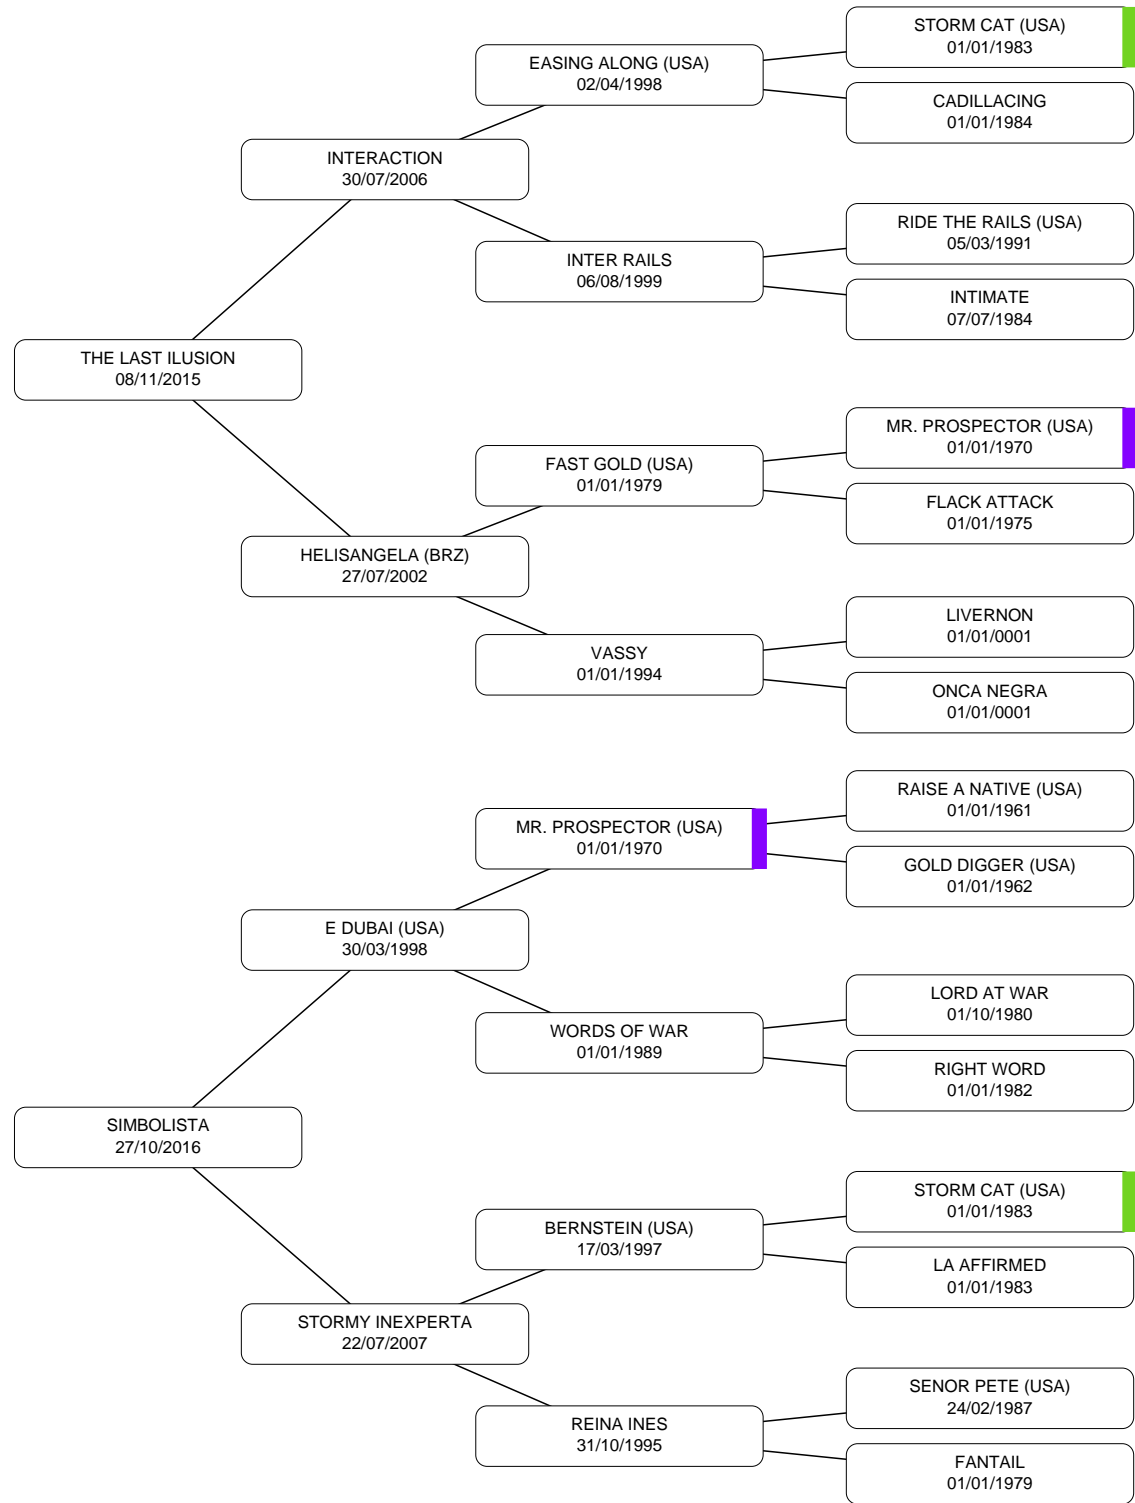 STORM CAT (USA)
01/01/1983
EASING ALONG (USA)
02/04/1998
CADILLACING
01/01/1984
INTERACTION
30/07/2006
RIDE THE RAILS (USA)
05/03/1991
INTER RAILS
06/08/1999
INTIMATE
07/07/1984
THE LAST ILUSION
08/11/2015
MR. PROSPECTOR (USA)
01/01/1970
FAST GOLD (USA)
01/01/1979
FLACK ATTACK
01/01/1975
HELISANGELA (BRZ)
27/07/2002
LIVERNON
01/01/0001
VASSY
01/01/1994
ONCA NEGRA
01/01/0001
RAISE A NATIVE (USA)
01/01/1961
MR. PROSPECTOR (USA)
01/01/1970
GOLD DIGGER (USA)
01/01/1962
E DUBAI (USA)
30/03/1998
LORD AT WAR
01/10/1980
WORDS OF WAR
01/01/1989
RIGHT WORD
01/01/1982
SIMBOLISTA
27/10/2016
STORM CAT (USA)
01/01/1983
BERNSTEIN (USA)
17/03/1997
LA AFFIRMED
01/01/1983
STORMY INEXPERTA
22/07/2007
SENOR PETE (USA)
24/02/1987
REINA INES
31/10/1995
FANTAIL
01/01/1979